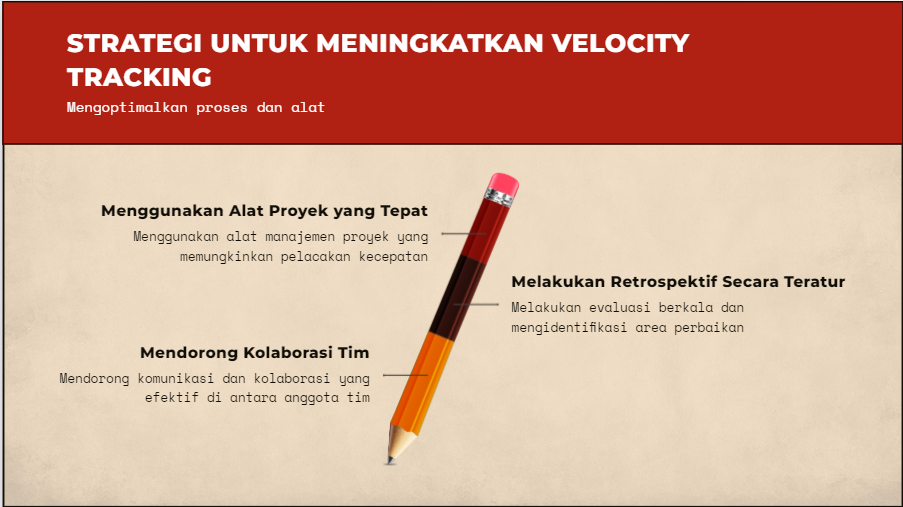 STRATEGI UNTUK MENINGKATKAN VELOCITY
TRACKING
Mengoptimalkan proses dan alat
Menggunakan Alat Proyek yang Tepat
Menggunakan alat manajemen proyek yang
memungkinkan pelacakan kecepatan
Melakukan Retrospektif Secara Teratur
Melakukan evaluasi berkala dan
mengidentifikasi area perbaikan
Mendorong Kolaborasi Tim
Mendorong komunikasi dan kolaborasi yang
efektif di antara anggota tim